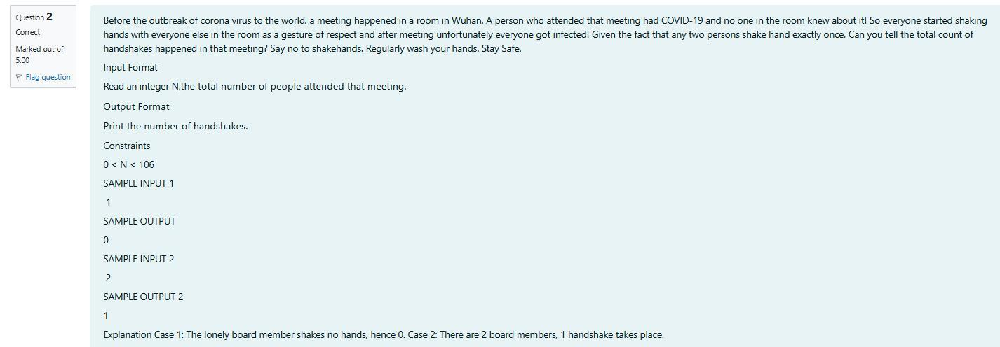 Question 2
Correct
Marked out of
5.00
Flag question
Before the outbreak of corona virus to the world, a meeting happened in a room in Wuhan. A person who attended that meeting had COVID-19 and no one in the room knew about it! So everyone started shaking
hands with everyone else in the room as a gesture of respect and after meeting unfortunately everyone got infected! Given the fact that any two persons shake hand exactly once, Can you tell the total count of
handshakes happened in that meeting? Say no to shakehands. Regularly wash your hands. Stay Safe.
Input Format
Read an integer N,the total number of people attended that meeting.
Output Format
Print the number of handshakes.
Constraints
0 < N < 106
SAMPLE INPUT 1
1
SAMPLE OUTPUT
0
SAMPLE INPUT 2
2
SAMPLE OUTPUT 2
1
Explanation Case 1: The lonely board member shakes no hands, hence 0. Case 2: There are 2 board members, 1 handshake takes place.